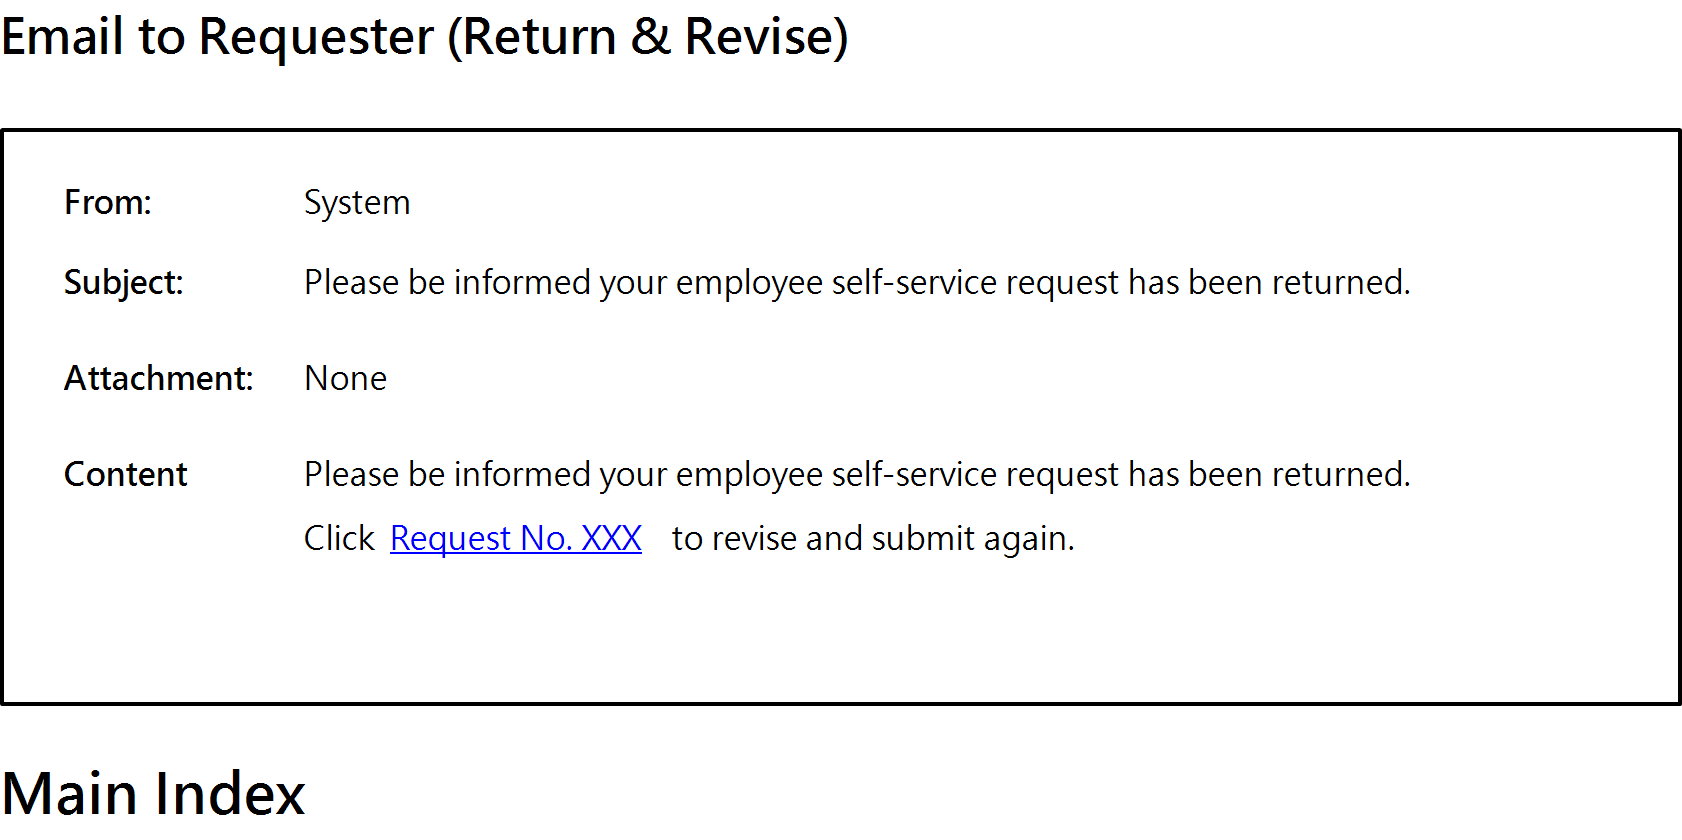 Email to Requester (Return & Revise)
From: System
Subject: Please be informed your employee self-service request has been returned.
Attachment: None
Content Please be informed your employee self-service request has been returned.
Click Request No. XXX to revise and submit again.
Main Index